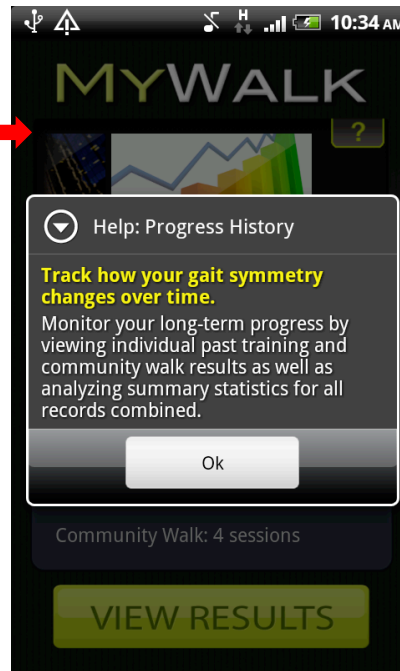 H
10:34 AM
MYWALK
?
Help: Progress History
Track how your gait symmetry
changes over time.
Monitor your long-term progress by
viewing individual past training and
community walk results as well as
analyzing summary statistics for all
records combined.
Ok
Community Walk: 4 sessions
VIEW RESULTS